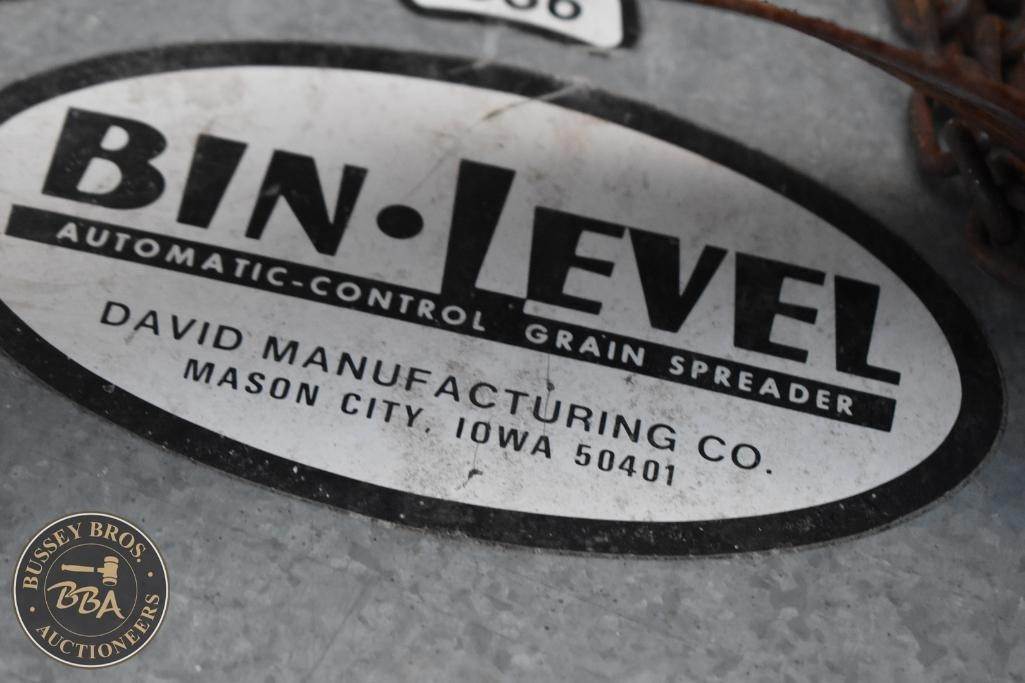 BIN•LEVEL
AUTOMATIC-CONTROL GRAIN SPREADER
DAVID MANUFACTURING CO.
MASON CITY, IOWA 50401
BUSSEY BROS.
BBA
AUCTIONEERS